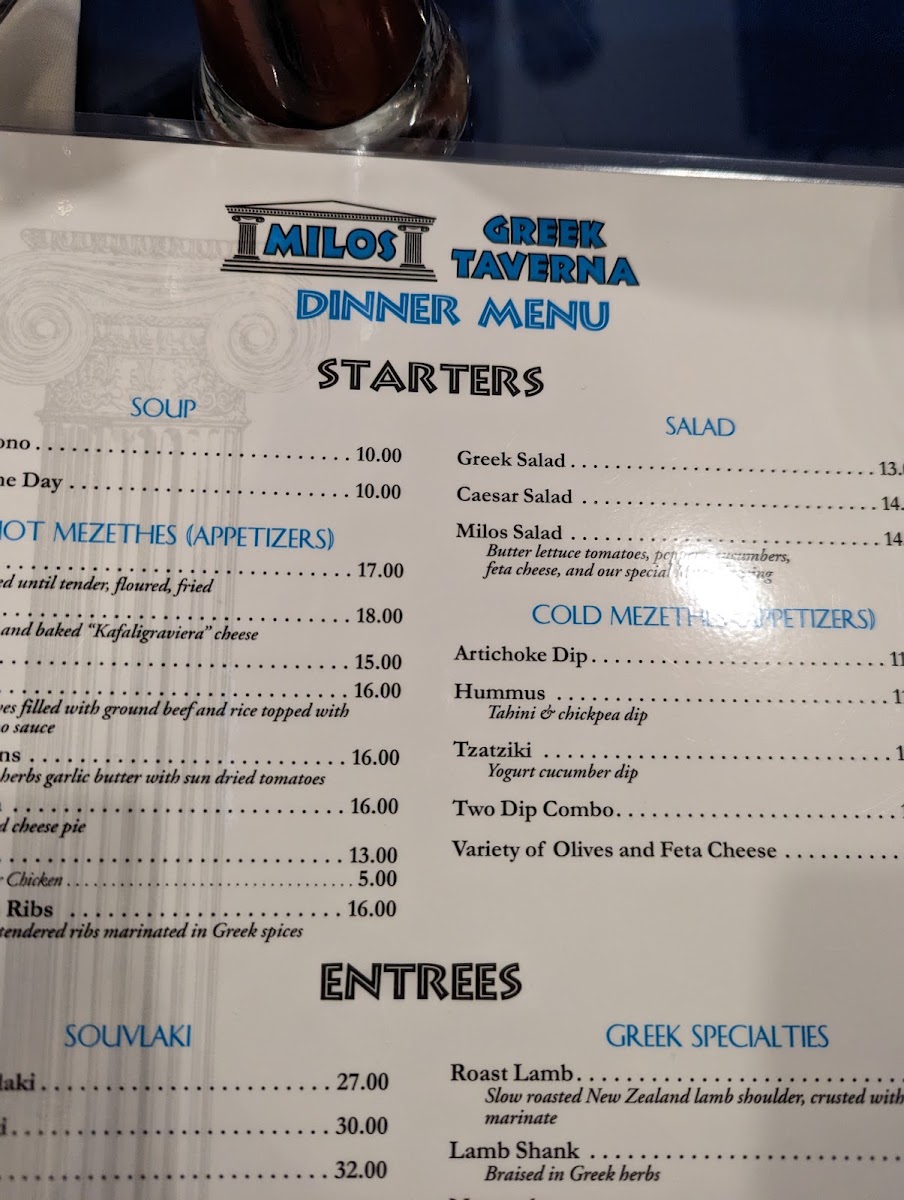 MILOS GREEK TAVERNA
DINNER MENU
STARTERS
SOUP
ono . . . . . . . . . . 10.00
ne Day . . . . . . . . . . 10.00
HOT MEZETHES (APPETIZERS)
. . . . . . . . . . 17.00
ed until tender, floured, fried
. . . . . . . . . . 18.00
and baked "Kafaligraviera" cheese
. . . . . . . . . . 15.00
. . . . . . . . . . 16.00
ves filled with ground beef and rice topped with
o sauce
ns . . . . . . . . . . 16.00
herbs garlic butter with sun dried tomatoes
. . . . . . . . . . 16.00
d cheese pie
. . . . . . . . . . 13.00
Chicken . . . . . . . . . . 5.00
Ribs . . . . . . . . . . 16.00
tendered ribs marinated in Greek spices
SALAD
Greek Salad . . . . . . . . . . 13.
Caesar Salad . . . . . . . . . . 14.
Milos Salad . . . . . . . . . . 14
Butter lettuce tomatoes, cucumbers,
feta cheese, and our special
COLD MEZETHES (APPETIZERS)
Artichoke Dip . . . . . . . . . . 11
Hummus . . . . . . . . . . 1
Tahini & chickpea dip
Tzatziki . . . . . . . . . . 1
Yogurt cucumber dip
Two Dip Combo . . . . . . . . . .
Variety of Olives and Feta Cheese . . . . . . . . . .
ENTREES
SOUVLAKI
laki . . . . . . . . . . 27.00
i . . . . . . . . . . 30.00
. . . . . . . . . . 32.00
GREEK SPECIALTIES
Roast Lamb . . . . . . . . . .
Slow roasted New Zealand lamb shoulder, crusted with
marinate
Lamb Shank . . . . . . . . . .
Braised in Greek herbs